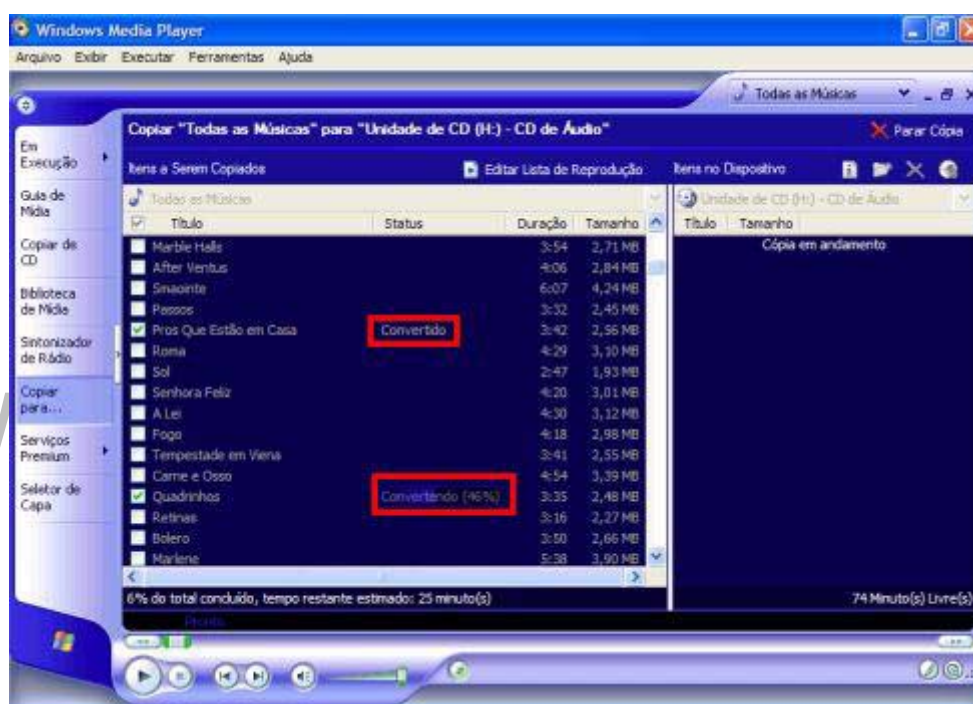 Windows Media Player
Arquivo Exibir Executar Ferramentas Ajuda
Todas as Músicas
Copiar "Todas as Músicas" para "Unidade de CD (H:) - CD de Áudio"
Parar Cópia
Itens a Serem Copiados
Editar Lista de Reprodução
Itens no Dispositivo
Todas as Músicas
Unidade de CD (H:) - CD de Áudio
Título Status Duração Tamanho
Título Tamanho
Cópia em andamento
Marble Halls 3:54 2,71 MB
After Ventus 4:06 2,84 MB
Smaointe 6:07 4,24 MB
Passos 3:32 2,45 MB
Pros Que Estão em Casa Convertido 3:42 2,56 MB
Roma 4:29 3,10 MB
Sol 2:47 1,93 MB
Senhora Feliz 4:20 3,01 MB
A Lei 4:30 3,12 MB
Fogo 4:18 2,98 MB
Tempestade em Viena 3:41 2,55 MB
Carne e Osso 4:54 3,39 MB
Quadrinhos Convertendo (46%) 3:35 2,48 MB
Retinas 3:16 2,27 MB
Bolero 3:50 2,66 MB
Marlene 5:38 3,90 MB
6% do total concluído, tempo restante estimado: 25 minuto(s)
74 Minuto(s) Livre(s)
Pronto
Em
Execução
Guia de
Mídia
Copiar de
CD
Biblioteca
de Mídia
Sintonizador
de Rádio
Copiar
para...
Serviços
Premium
Seletor de
Capa